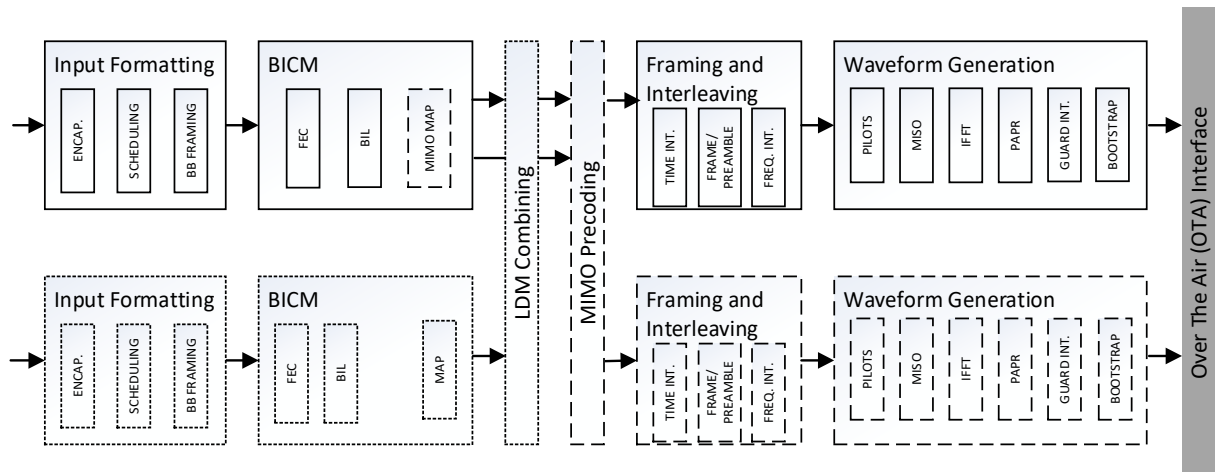 Input Formatting
ENCAP.
SCHEDULING
BB FRAMING
BICM
FEC
BIL
MIMO MAP
LDM Combining
MIMO Precoding
Framing and
Interleaving
TIME INT.
FRAME/
PREAMBLE
FREQ. INT.
Waveform Generation
PILOTS
MISO
IFFT
PAPR
GUARD INT.
BOOTSTRAP
Over The Air (OTA) Interface
Input Formatting
ENCAP.
SCHEDULING
BB FRAMING
BICM
FEC
BIL
MAP
Framing and
Interleaving
TIME INT.
FRAME/
PREAMBLE
FREQ. INT.
Waveform Generation
PILOTS
MISO
IFFT
PAPR
GUARD INT.
BOOTSTRAP